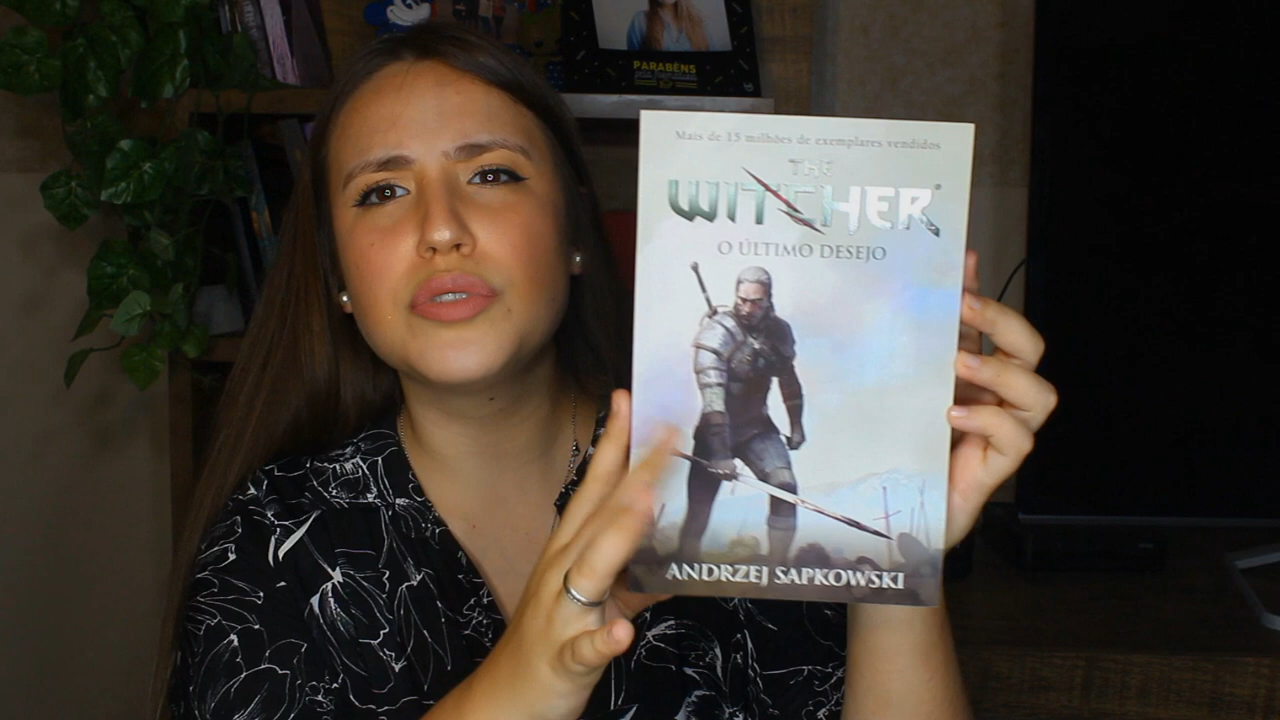 PARABÉNS
Mais de 15 milhões de exemplares vendidos
THE
WITCHER®
O ÚLTIMO DESEJO
ANDRZEJ SAPKOWSKI